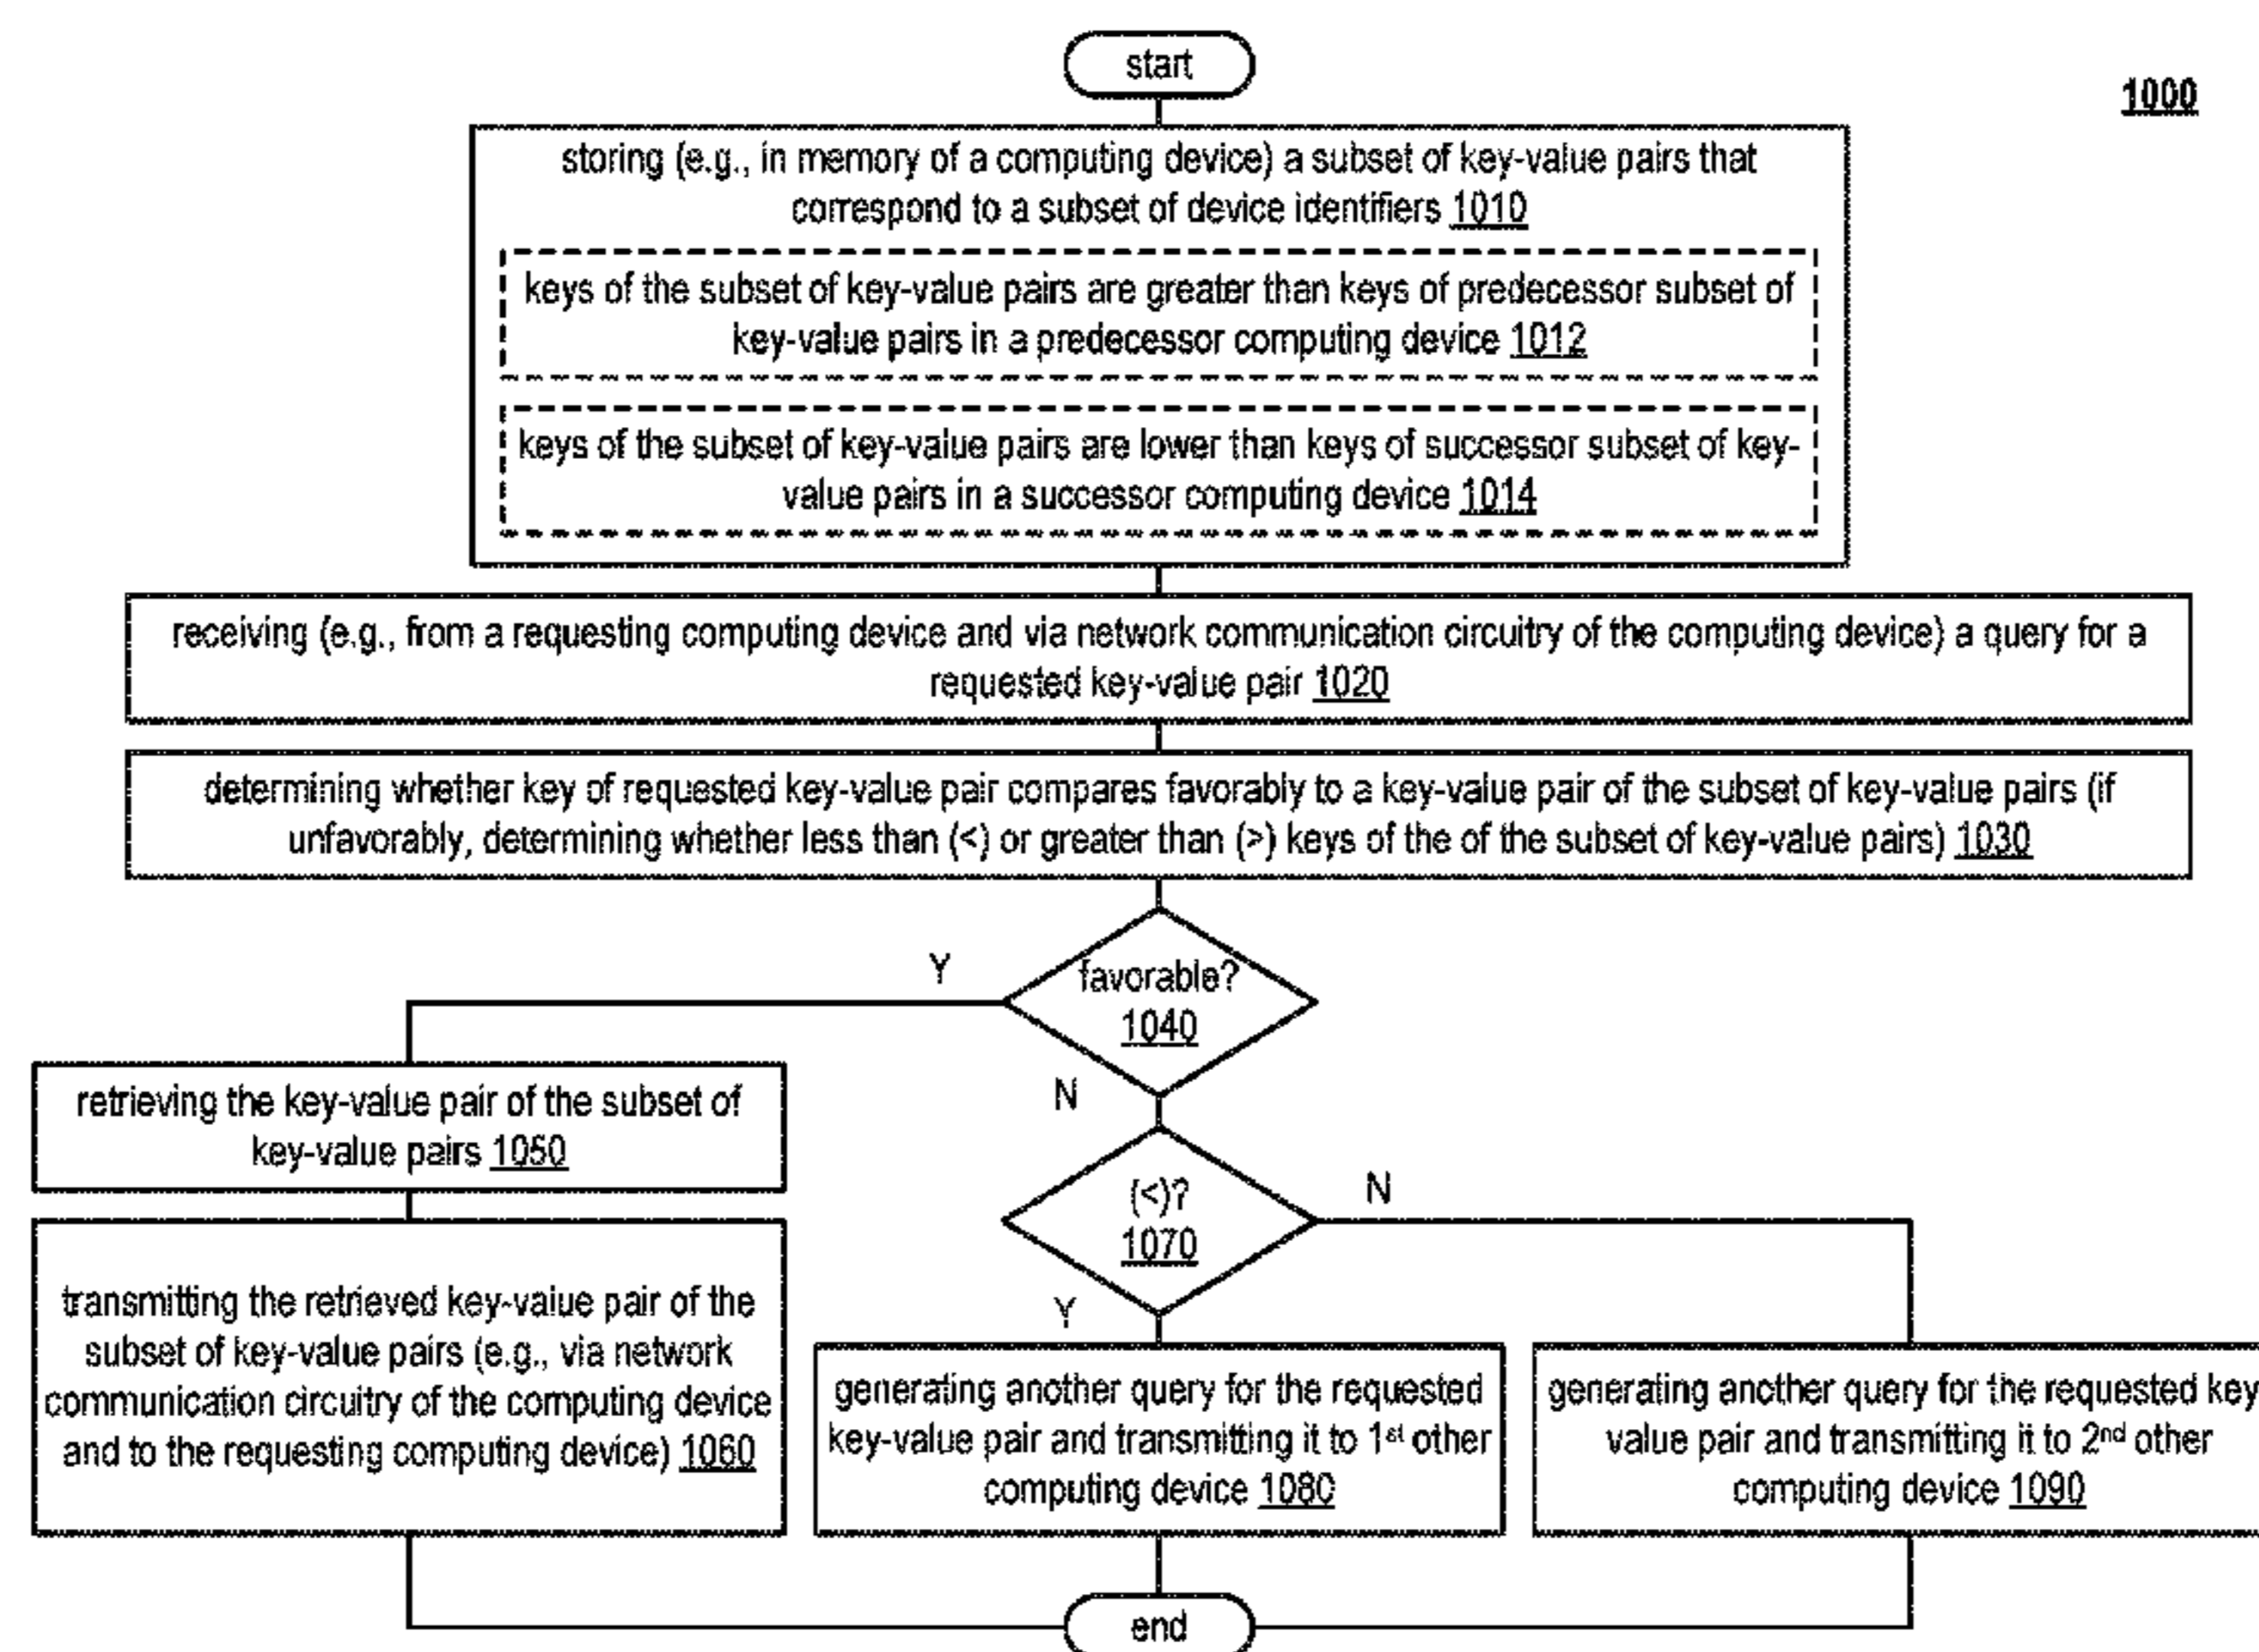 start
1000
storing (e.g., in memory of a computing device) a subset of key-value pairs that
correspond to a subset of device identifiers 1010
keys of the subset of key-value pairs are greater than keys of predecessor subset of
key-value pairs in a predecessor computing device 1012
keys of the subset of key-value pairs are lower than keys of successor subset of key-
value pairs in a successor computing device 1014
receiving (e.g., from a requesting computing device and via network communication circuitry of the computing device) a query for a
requested key-value pair 1020
determining whether key of requested key-value pair compares favorably to a key-value pair of the subset of key-value pairs (if
unfavorably, determining whether less than (<) or greater than (>) keys of the of the subset of key-value pairs) 1030
Y
favorable?
1040
N
retrieving the key-value pair of the subset of
key-value pairs 1050
(<)?
1070
N
Y
transmitting the retrieved key-value pair of the
subset of key-value pairs (e.g., via network
communication circuitry of the computing device
and to the requesting computing device) 1060
generating another query for the requested
key-value pair and transmitting it to 1st other
computing device 1080
generating another query for the requested key
value pair and transmitting it to 2nd other
computing device 1090
end